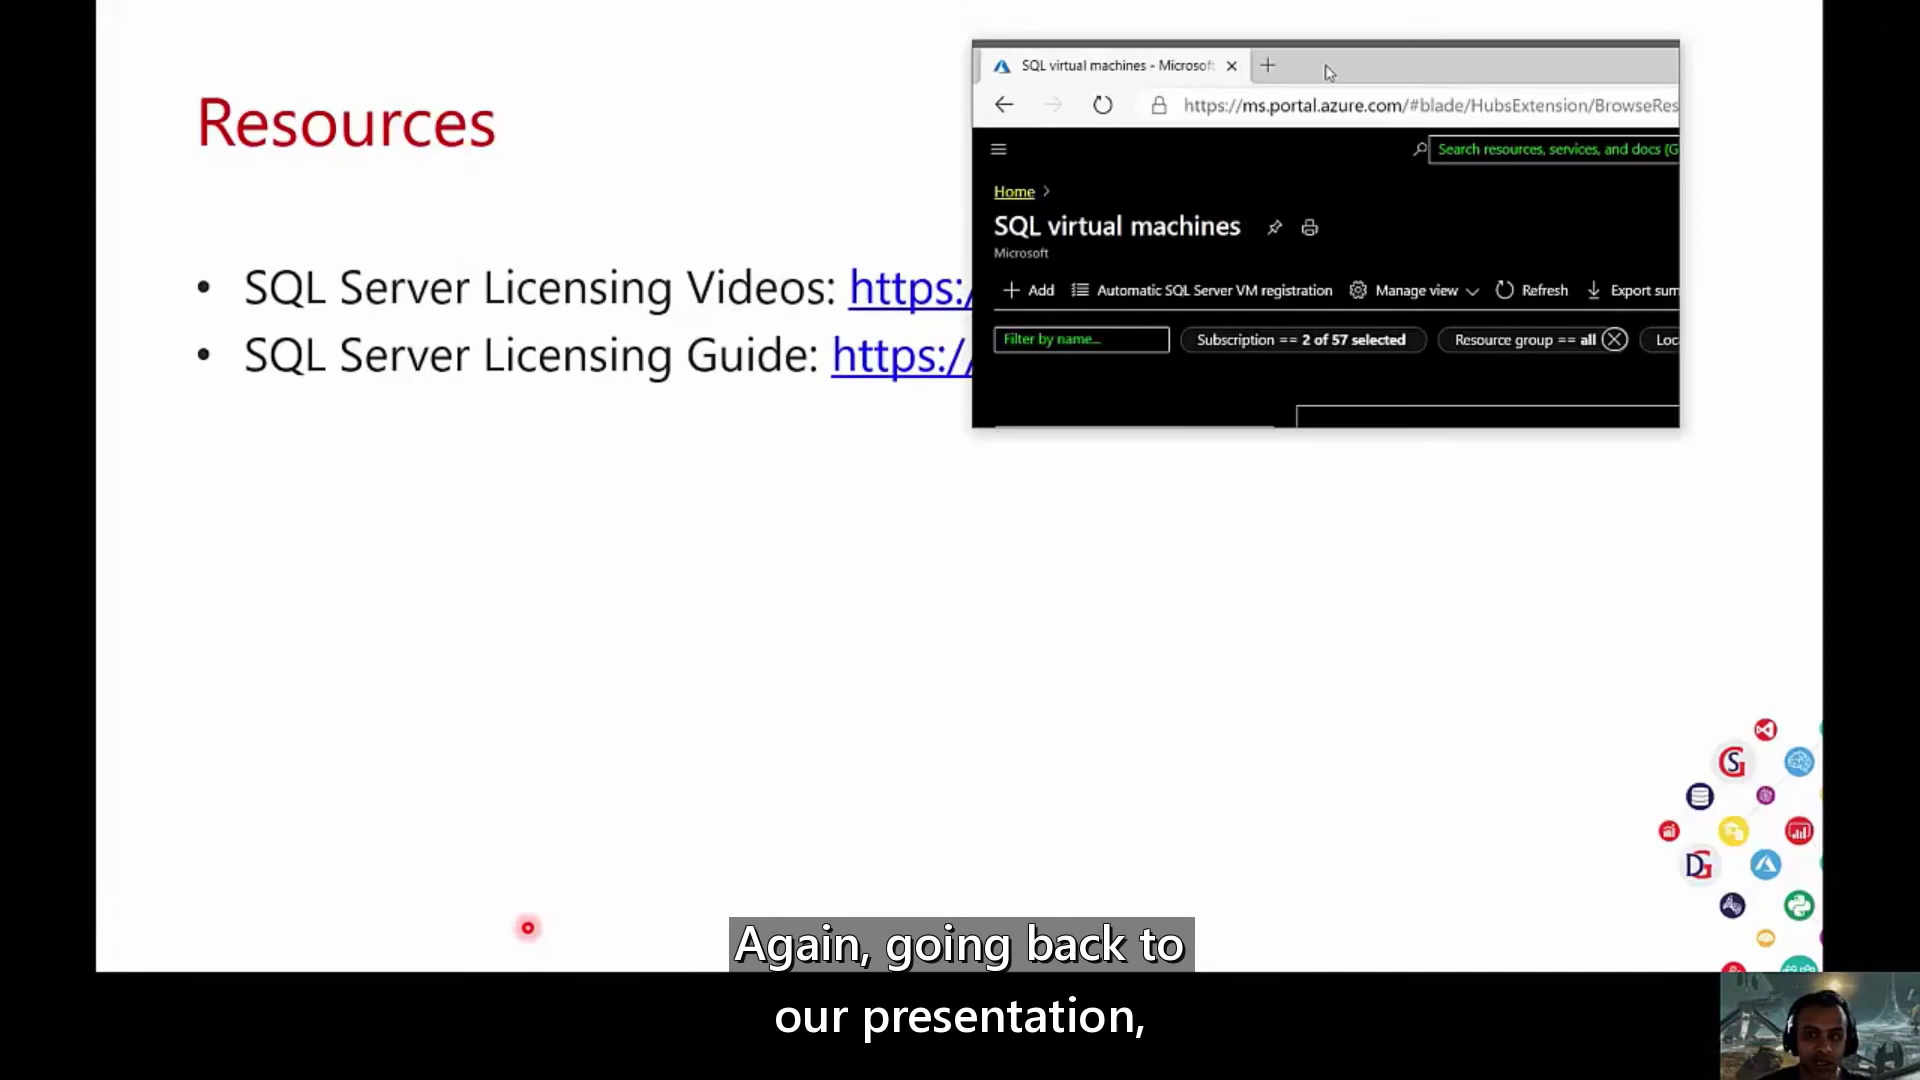 Resources
• SQL Server Licensing Videos: https:/
• SQL Server Licensing Guide: https://
SQL virtual machines - Microsof
https://ms.portal.azure.com/#blade/HubsExtension/BrowseRes
Search resources, services, and docs (G
Home >
SQL virtual machines
Microsoft
+ Add Automatic SQL Server VM registration Manage view Refresh Export sum
Filter by name... Subscription == 2 of 57 selected Resource group == all Loc
SG
DG
Again, going back to
our presentation,